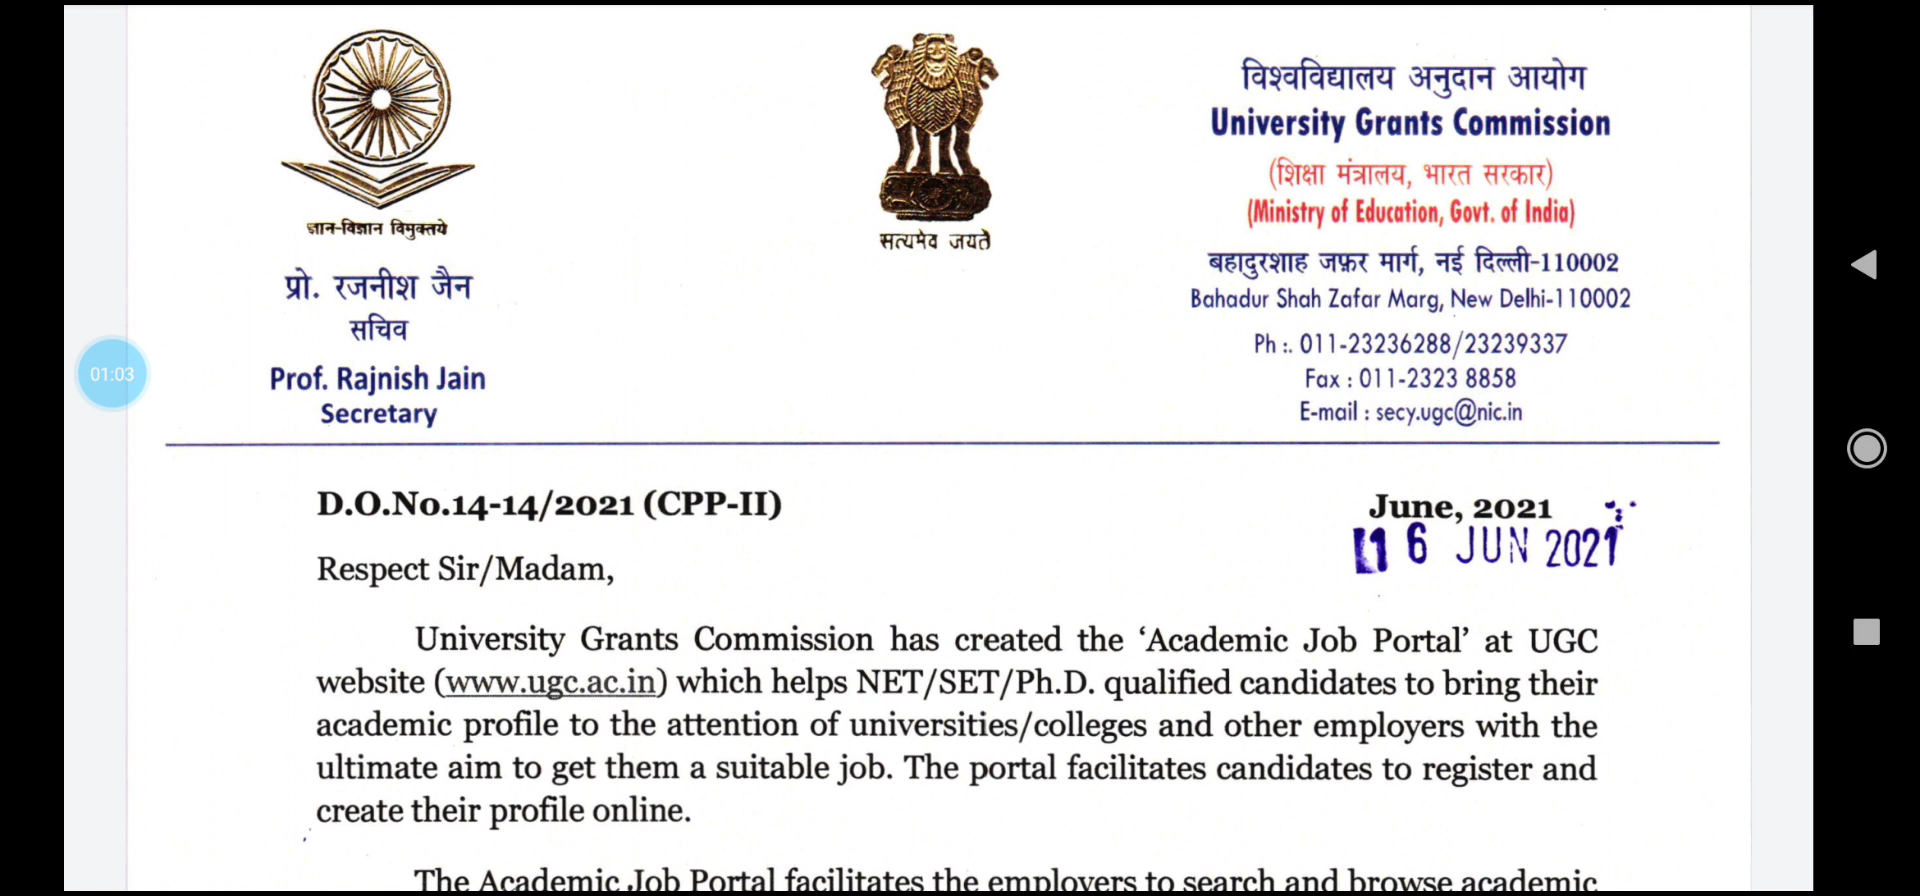 ज्ञान-विज्ञान विमुक्तये
प्रो. रजनीश जैन
सचिव
Prof. Rajnish Jain
Secretary
सत्यमेव जयते
विश्वविद्यालय अनुदान आयोग
University Grants Commission
(शिक्षा मंत्रालय, भारत सरकार)
(Ministry of Education, Govt. of India)
बहादुरशाह जफ़र मार्ग, नई दिल्ली-110002
Bahadur Shah Zafar Marg, New Delhi-110002
Ph :. 011-23236288/23239337
Fax : 011-2323 8858
E-mail : secy.ugc@nic.in
01:03
D.O.No.14-14/2021 (CPP-II)
June, 2021
16 JUN 2021
Respect Sir/Madam,
University Grants Commission has created the ‘Academic Job Portal’ at UGC
website (www.ugc.ac.in) which helps NET/SET/Ph.D. qualified candidates to bring their
academic profile to the attention of universities/colleges and other employers with the
ultimate aim to get them a suitable job. The portal facilitates candidates to register and
create their profile online.
The Academic Job Portal facilitates the employers to search and browse academic